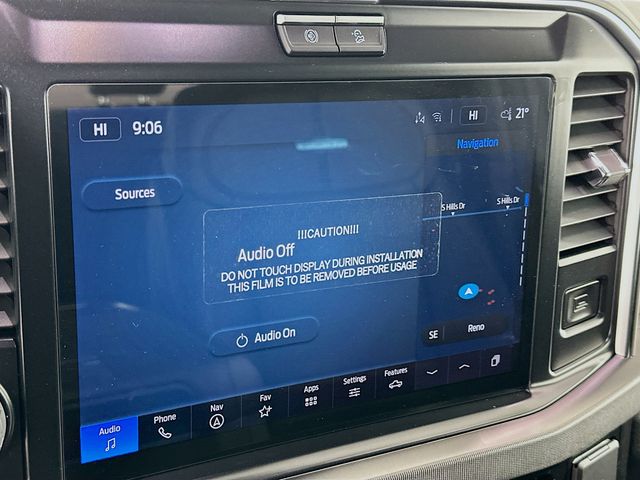 HI 9:06 HI 21°
Navigation
Sources
S Hills Dr
S Hills Dr
!!!CAUTION!!!
Audio Off
DO NOT TOUCH DISPLAY DURING INSTALLATION
THIS FILM IS TO BE REMOVED BEFORE USAGE
Audio On
SE Reno
Audio Phone Nav Fav Apps Settings Features